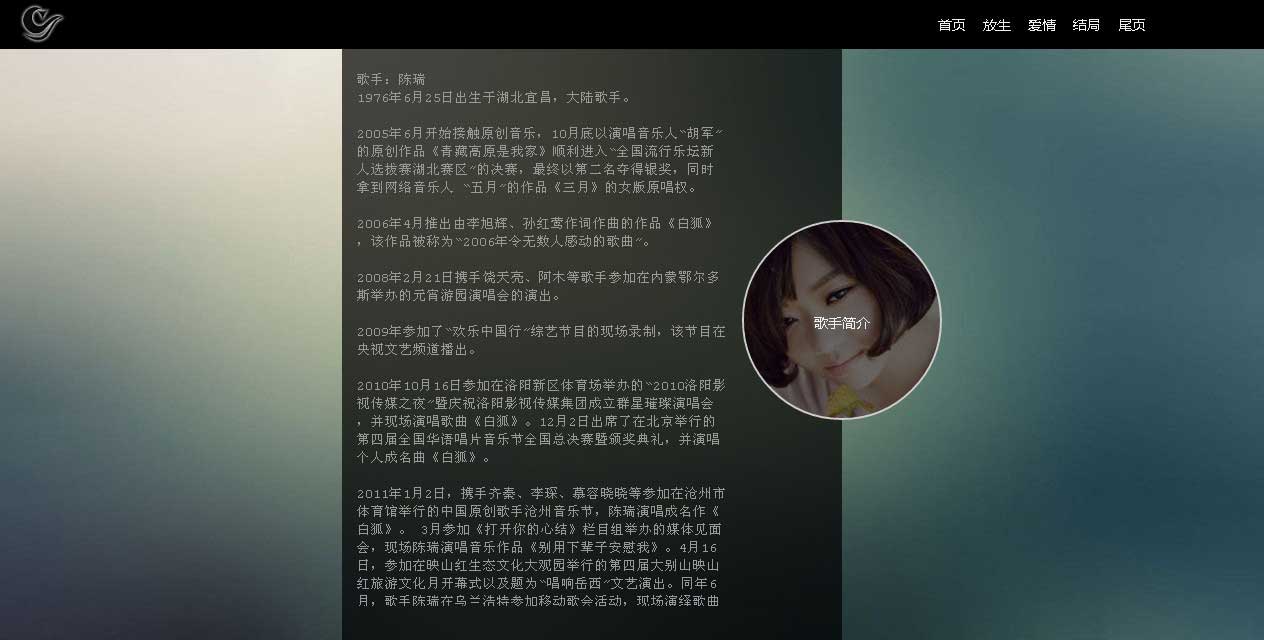 首页 放生 爱情 结局 尾页
歌手：陈瑞
1976年6月25日出生于湖北宜昌，大陆歌手。
2005年6月开始接触原创音乐，10月底以演唱音乐人“胡军”
的原创作品《青藏高原是我家》顺利进入“全国流行乐坛新
人选拔赛湖北赛区”的决赛，最终以第二名夺得银奖，同时
拿到网络音乐人 “五月”的作品《三月》的女版原唱权。
2006年4月推出由李旭辉、孙红莺作词作曲的作品《白狐》
，该作品被称为“2006年令无数人感动的歌曲”。
2008年2月21日携手饶天亮、阿木等歌手参加在内蒙鄂尔多
斯举办的元宵游园演唱会的演出。
2009年参加了“欢乐中国行”综艺节目的现场录制，该节目在
央视文艺频道播出。
2010年10月16日参加在洛阳新区体育场举办的“2010洛阳影
视传媒之夜”暨庆祝洛阳影视传媒集团成立群星璀璨演唱会
，并现场演唱歌曲《白狐》。12月2日出席了在北京举行的
第四届全国华语唱片音乐节全国总决赛暨颁奖典礼，并演唱
个人成名曲《白狐》。
2011年1月2日，携手齐秦、李琛、慕容晓晓等参加在沧州市
体育馆举行的中国原创歌手沧州音乐节，陈瑞演唱成名作《
白狐》。 3月参加《打开你的心结》栏目组举办的媒体见面
会，现场陈瑞演唱音乐作品《别用下辈子安慰我》。4月16
日，参加在映山红生态文化大观园举行的第四届大别山映山
红旅游文化月开幕式以及题为“唱响岳西”文艺演出。同年6
月，歌手陈瑞在乌兰浩特参加移动歌会活动，现场演绎歌曲
歌手简介